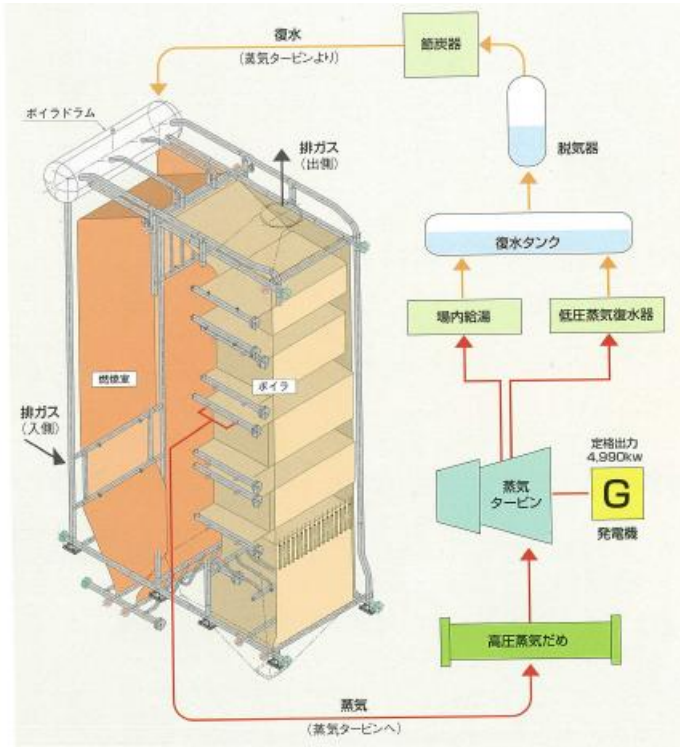 復水
(蒸気タービンより)
節炭器
ボイラドラム
排ガス
(出側)
脱気器
復水タンク
場内給湯
低圧蒸気復水器
燃焼室
ボイラ
排ガス
(入側)
定格出力
4,990kw
蒸気
タービン
G
発電機
高圧蒸気だめ
蒸気
(蒸気タービンへ)